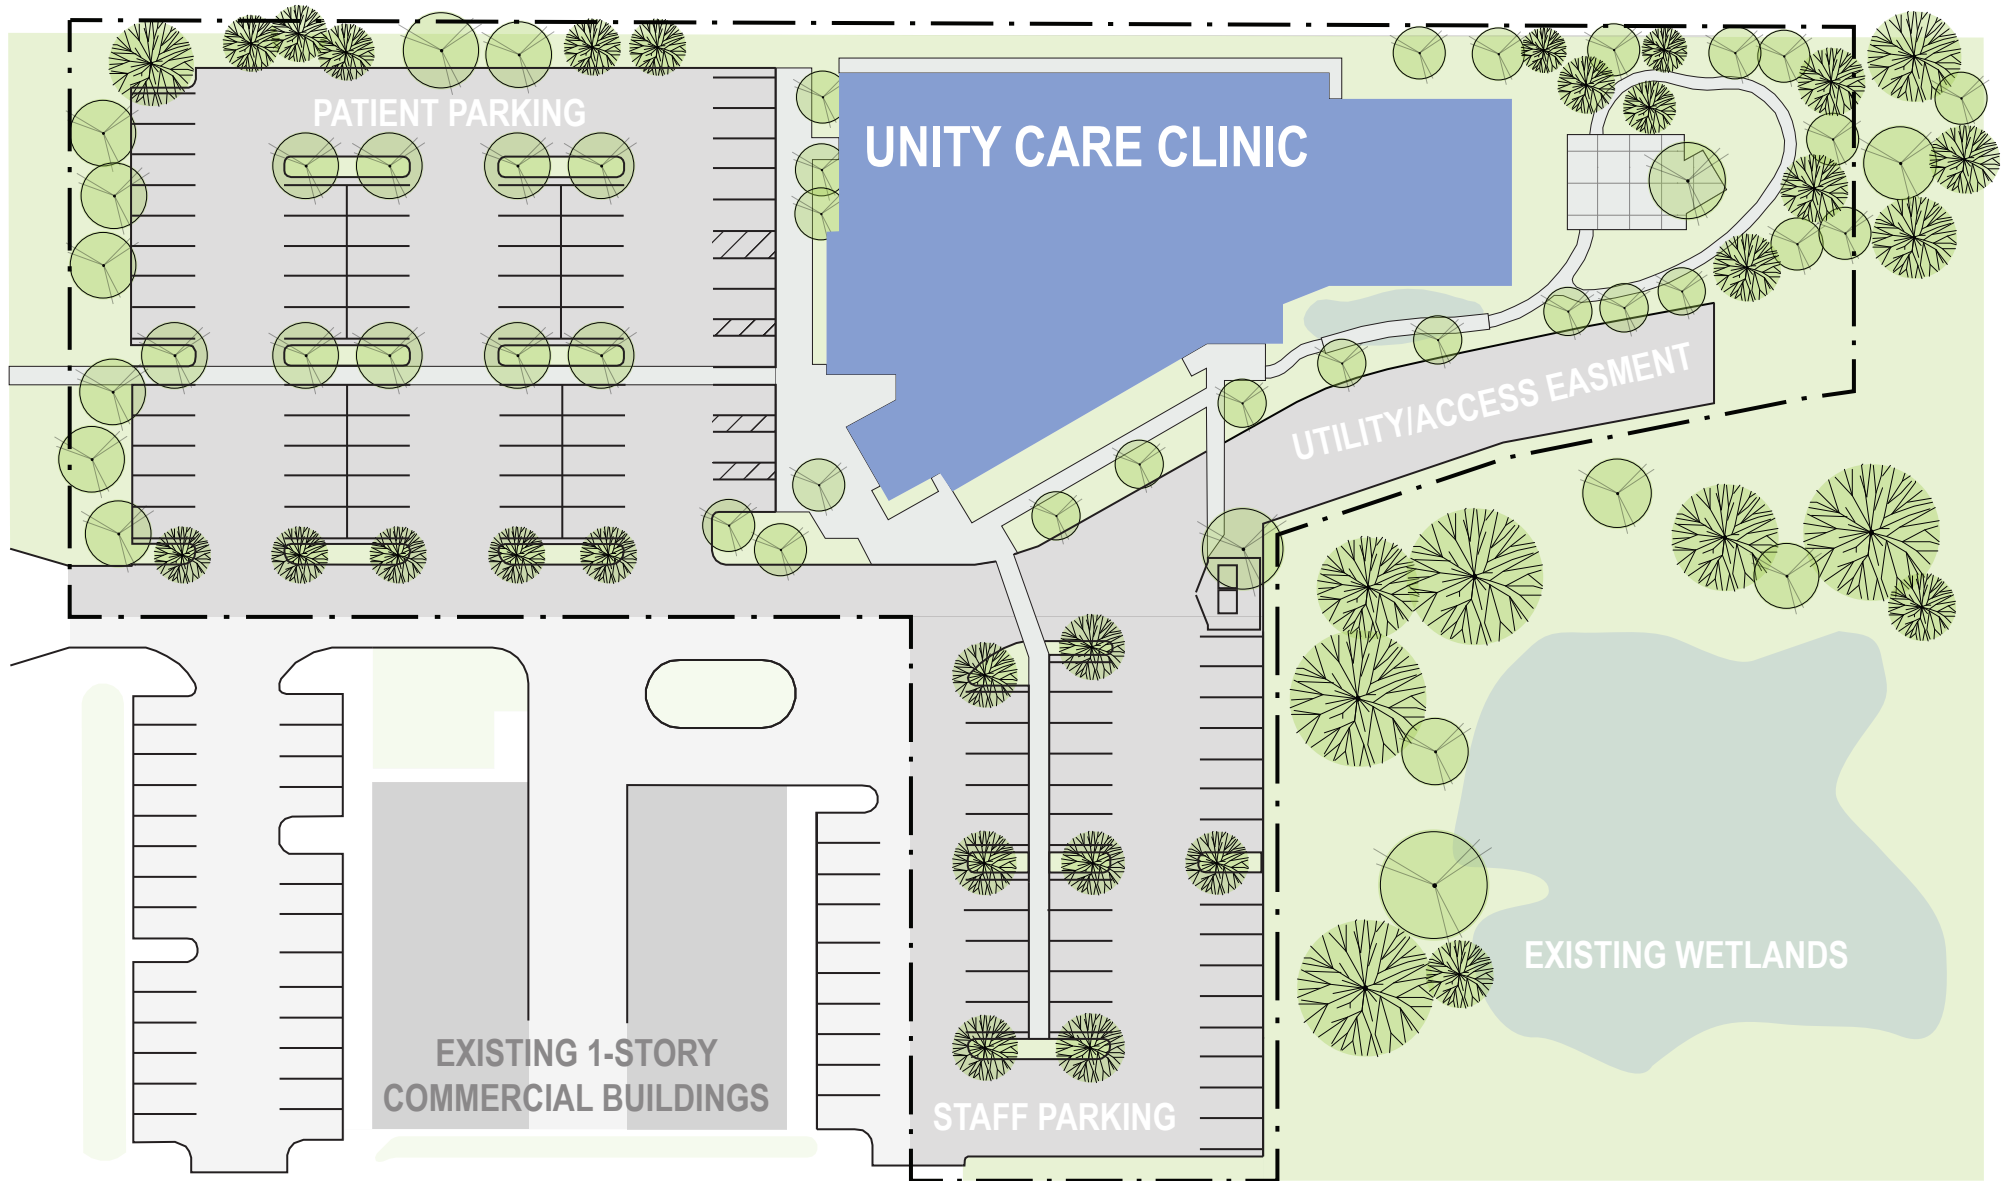 PATIENT PARKING
UNITY CARE CLINIC
UTILITY/ACCESS EASMENT
EXISTING WETLANDS
EXISTING 1-STORY
COMMERCIAL BUILDINGS
STAFF PARKING